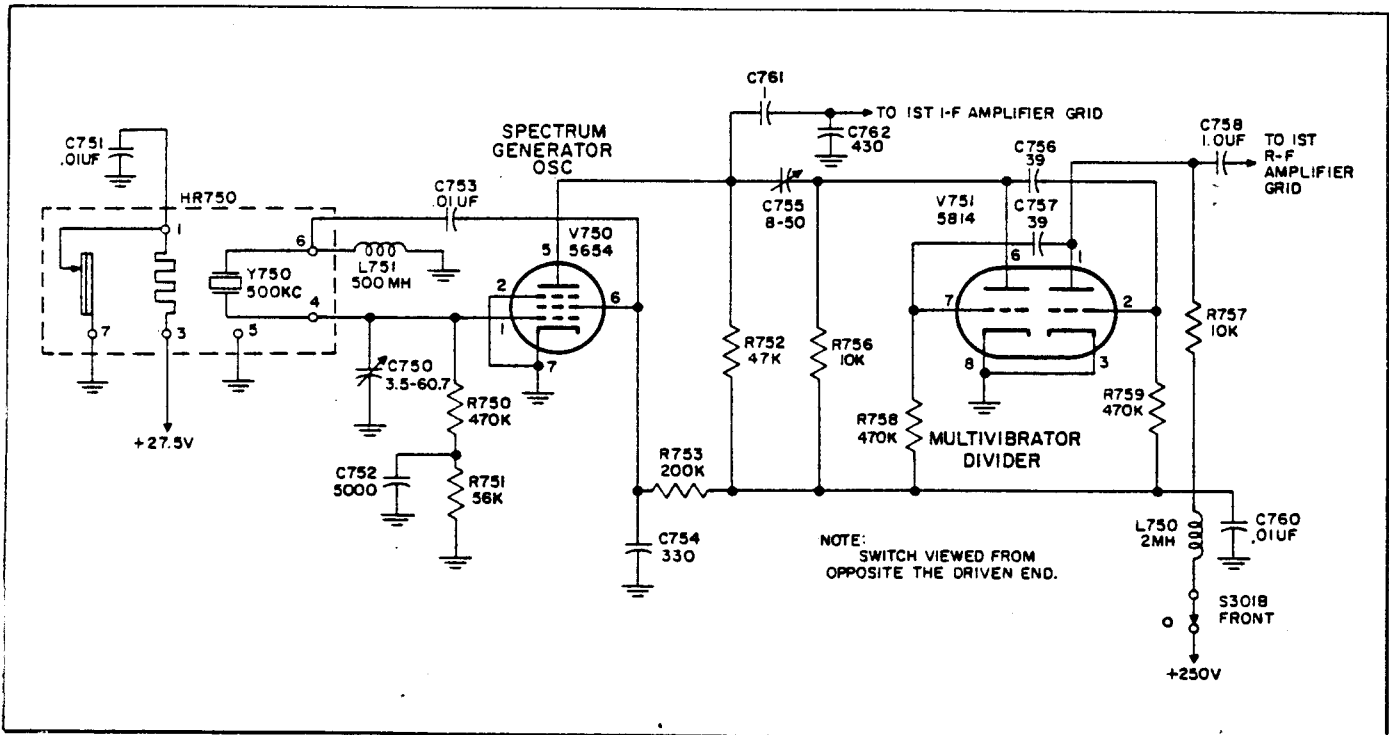 C751
.01UF
HR750
1
6
Y750
500KC
4
7
3
5
+27.5V
C753
.01UF
L751
500MH
SPECTRUM
GENERATOR
OSC
V750
5654
5
2
6
1
7
C750
3.5-60.7
R750
470K
C752
5000
R751
56K
R753
200K
C754
330
C761
1
TO 1ST I-F AMPLIFIER GRID
C762
430
C755
8-50
R752
47K
R756
10K
V751
5814
C756
39
C757
39
6
1
7
2
8
3
R758
470K
R759
470K
MULTIVIBRATOR
DIVIDER
C758
1.0UF
TO 1ST
R-F
AMPLIFIER
GRID
R757
10K
L750
2MH
C760
.01UF
NOTE:
SWITCH VIEWED FROM
OPPOSITE THE DRIVEN END.
S301B
FRONT
+250V